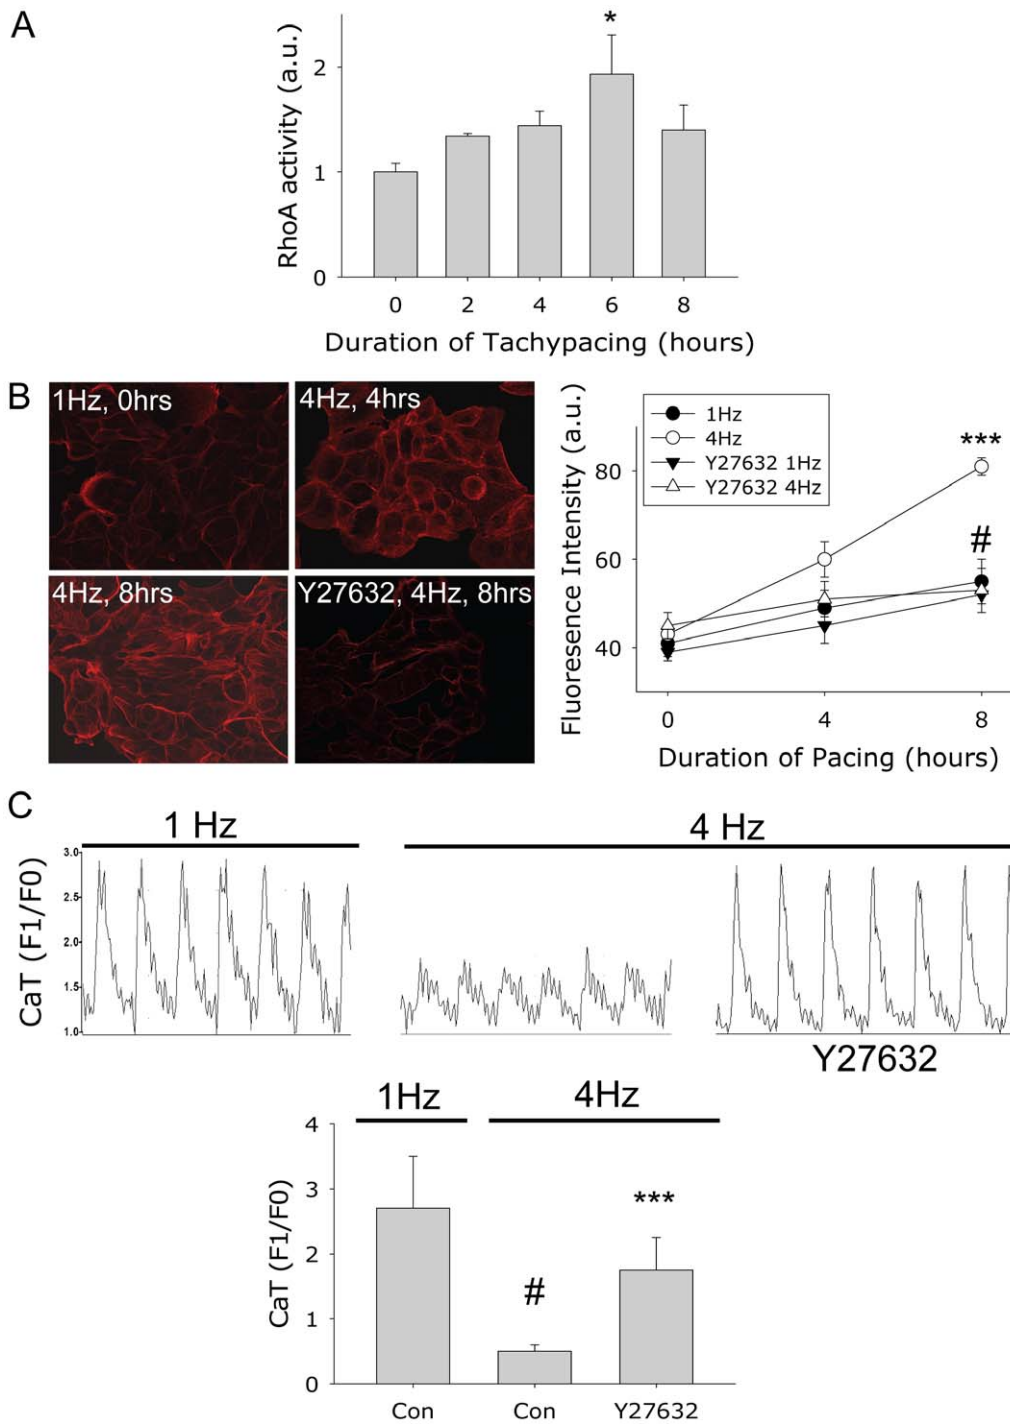 A
RhoA activity (a.u.)
2
1
0
*
0 2 4 6 8
Duration of Tachypacing (hours)
B
1Hz, 0hrs
4Hz, 4hrs
4Hz, 8hrs
Y27632, 4Hz, 8hrs
Fluoresence Intensity (a.u.)
1Hz
4Hz
Y27632 1Hz
Y27632 4Hz
***
#
80
60
40
0 4 8
Duration of Pacing (hours)
C
1 Hz
4 Hz
CaT (F1/F0)
3.0
2.5
2.0
1.5
1.0
Y27632
1Hz
4Hz
CaT (F1/F0)
4
3
2
1
0
#
***
Con Con Y27632